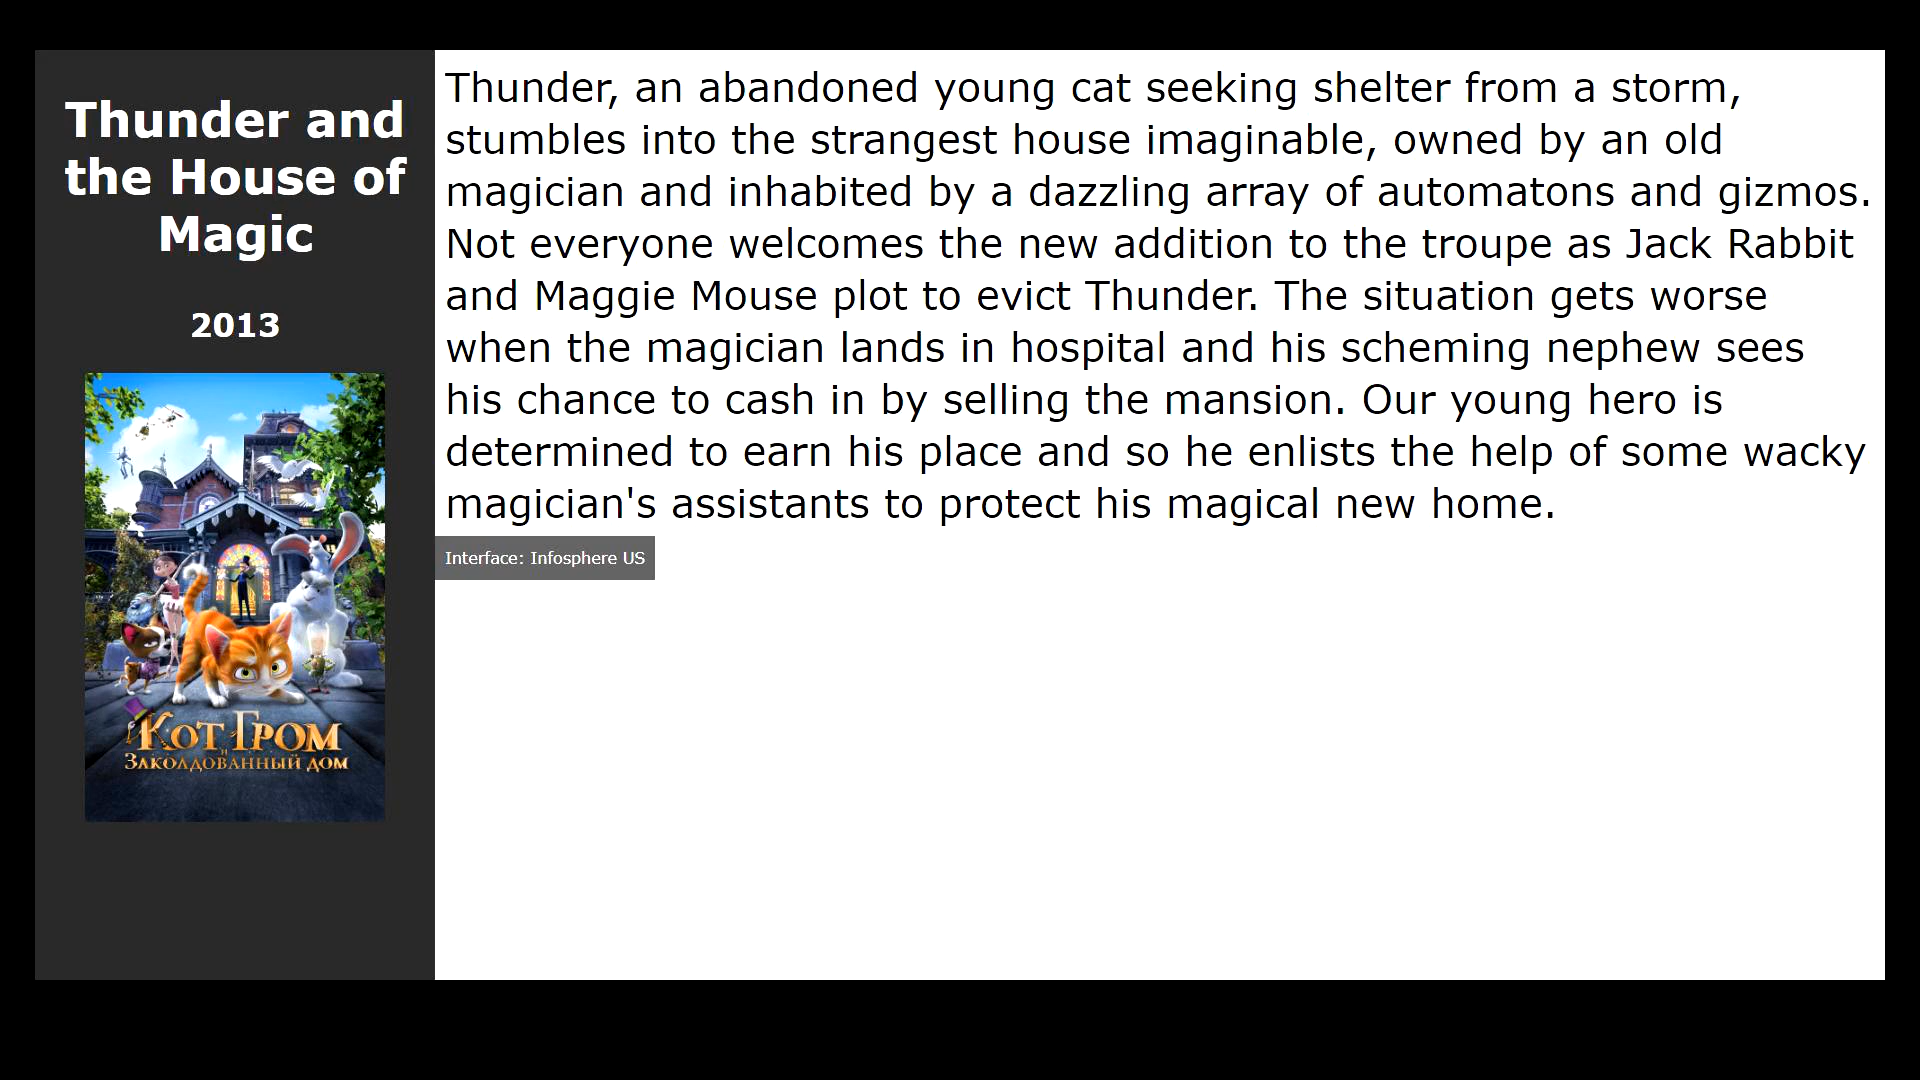 Thunder and
the House of
Magic
2013
КОТ ГРОМ
И
ЗАКОЛДОВАННЫЙ ДОМ
Thunder, an abandoned young cat seeking shelter from a storm,
stumbles into the strangest house imaginable, owned by an old
magician and inhabited by a dazzling array of automatons and gizmos.
Not everyone welcomes the new addition to the troupe as Jack Rabbit
and Maggie Mouse plot to evict Thunder. The situation gets worse
when the magician lands in hospital and his scheming nephew sees
his chance to cash in by selling the mansion. Our young hero is
determined to earn his place and so he enlists the help of some wacky
magician's assistants to protect his magical new home.
Interface: Infosphere US